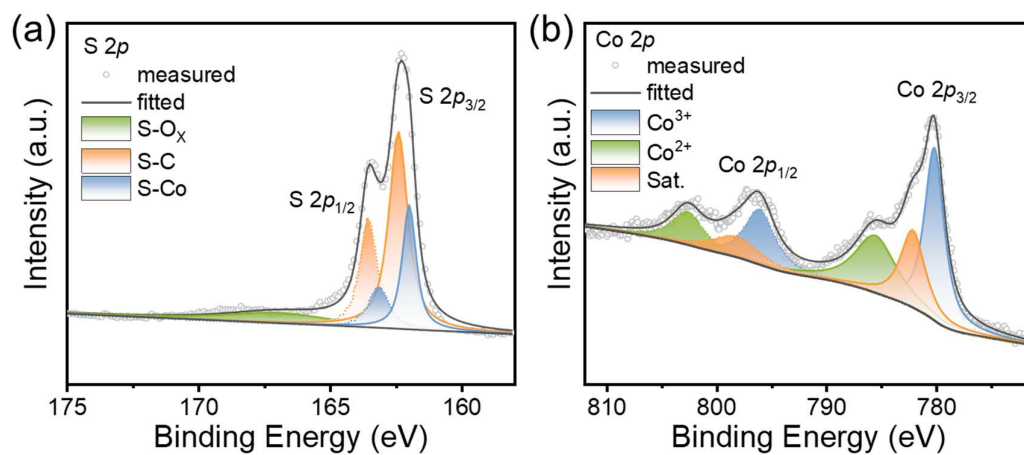 (a)
S 2p
measured
fitted
S-OX
S-C
S-Co
S 2p3/2
S 2p1/2
Intensity (a.u.)
175 170 165 160
Binding Energy (eV)
(b)
Co 2p
measured
fitted
Co3+
Co2+
Sat.
Co 2p3/2
Co 2p1/2
Intensity (a.u.)
810 800 790 780
Binding Energy (eV)